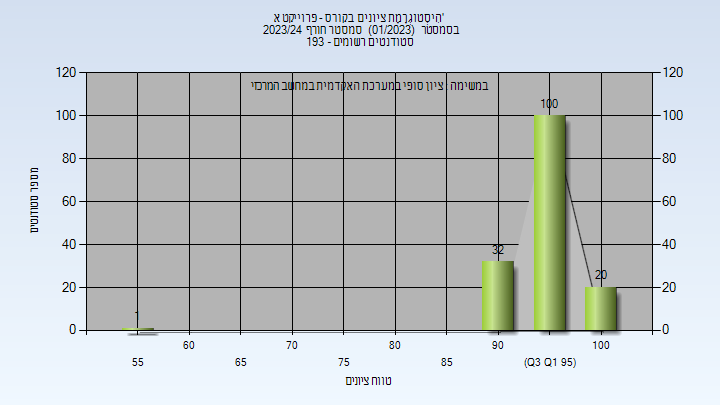 היסטוגרמת ציונים בקורס - פרוייקט א'
בסמסטר (01/2023) סמסטר חורף 2023/24
סטודנטים רשומים - 193
במשימה : ציון סופי במערכת האקדמית במחשב המרכזי
מספר סטודנטים
120 120
100 100
80 80
60 60
40 40
20 20
0 0
1
32
100
20
60 70 80 90 100
55 65 75 85 (Q3 Q1 95)
טווח ציונים